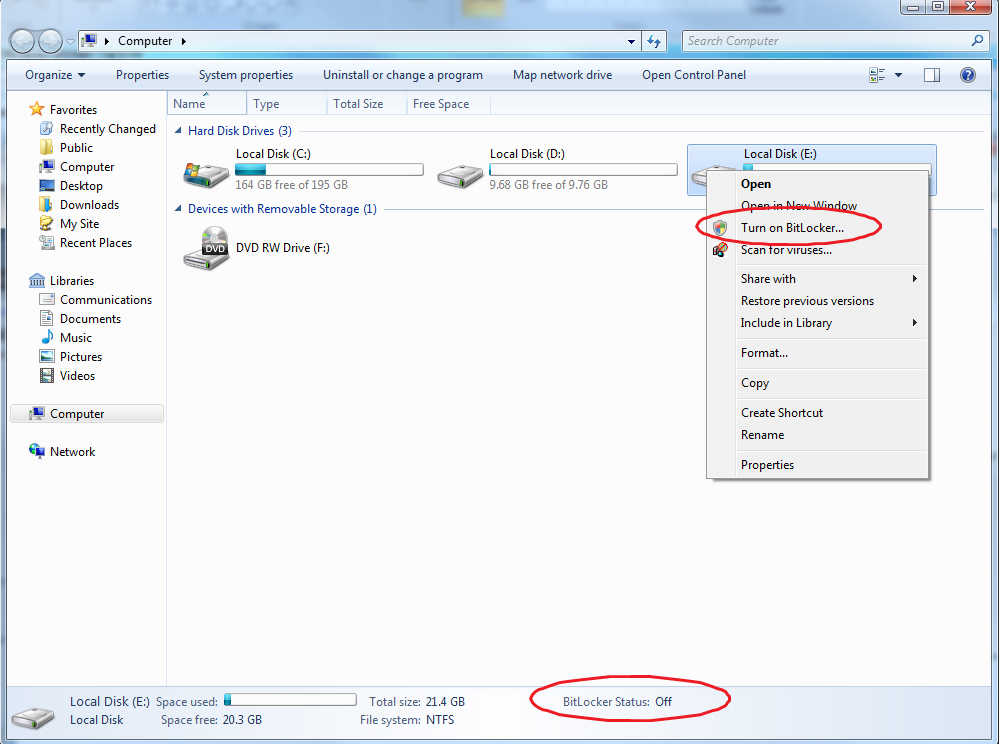 Computer
Search Computer
Organize Properties System properties Uninstall or change a program Map network drive Open Control Panel
Name Type Total Size Free Space
Favorites
Recently Changed
Public
Computer
Desktop
Downloads
My Site
Recent Places
Libraries
Communications
Documents
Music
Pictures
Videos
Computer
Network
Hard Disk Drives (3)
Local Disk (C:)
164 GB free of 195 GB
Local Disk (D:)
9.68 GB free of 9.76 GB
Local Disk (E:)
Devices with Removable Storage (1)
DVD
DVD RW Drive (F:)
Open
Open in New Window
Turn on BitLocker...
Scan for viruses...
Share with
Restore previous versions
Include in Library
Format...
Copy
Create Shortcut
Rename
Properties
Local Disk (E:) Space used: Total size: 21.4 GB BitLocker Status: Off
Local Disk Space free: 20.3 GB File system: NTFS